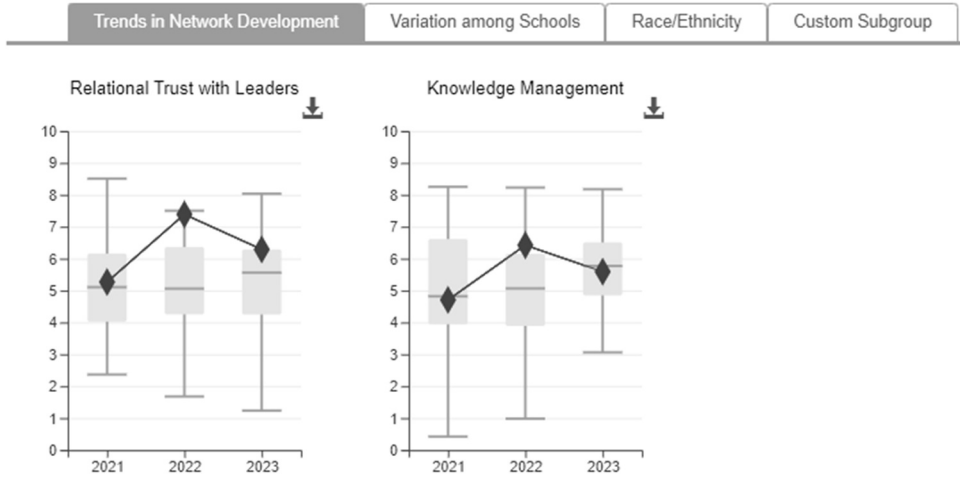 Trends in Network Development
Variation among Schools
Race/Ethnicity
Custom Subgroup
Relational Trust with Leaders
10
9
8
7
6
5
4
3
2
1
0
2021 2022 2023
Knowledge Management
10
9
8
7
6
5
4
3
2
1
0
2021 2022 2023